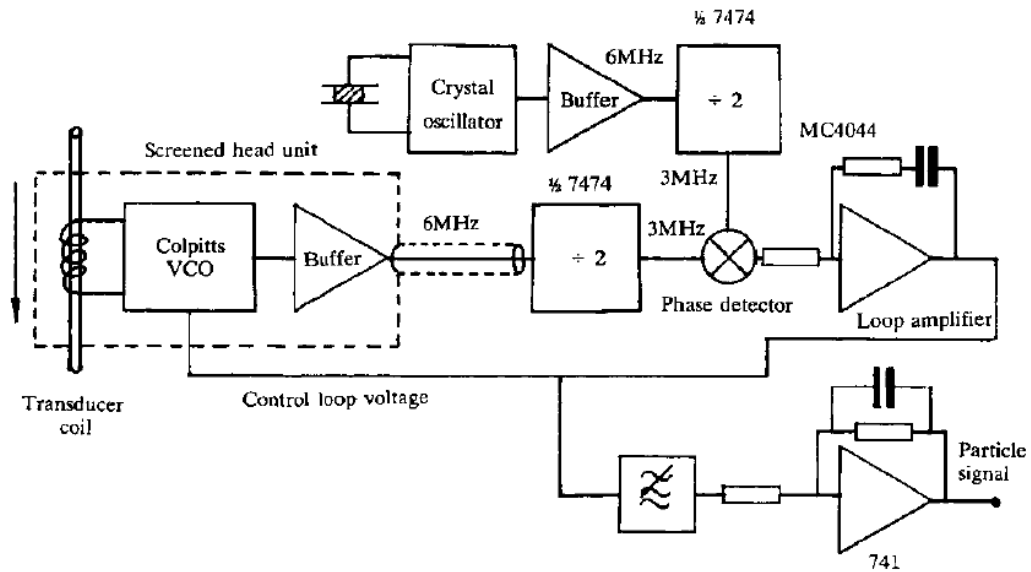 ½ 7474
6MHz
Crystal
oscillator
Buffer
÷ 2
MC4044
Screened head unit
½ 7474
3MHz
6MHz
3MHz
Colpitts
VCO
Buffer
÷ 2
Phase detector
Loop amplifier
Transducer
coil
Control loop voltage
Particle
signal
741